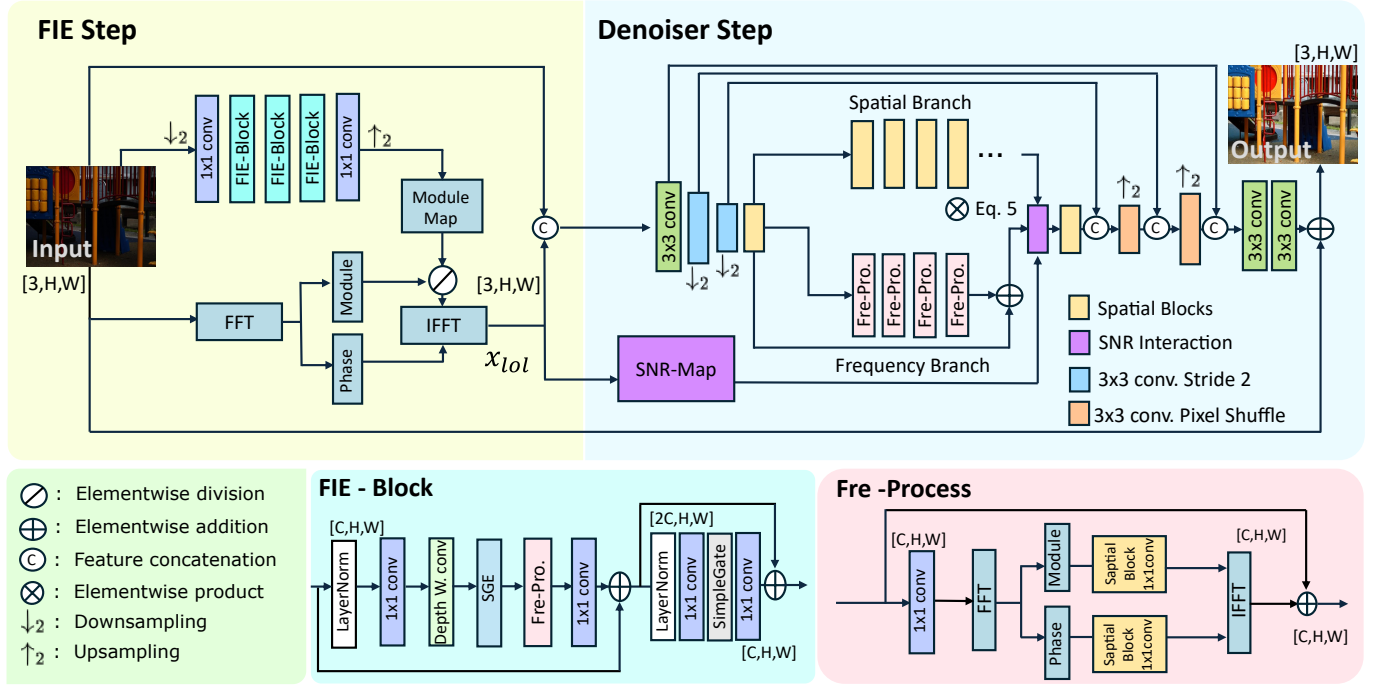 FIE Step
Denoiser Step
[3,H,W]
↓2
1x1 conv
FIE-Block
FIE-Block
FIE-Block
1x1 conv
↑2
Module
Map
Input
[3,H,W]
FFT
Module
Phase
IFFT
[3,H,W]
x_lol
C
3x3 conv
↓2
↓2
Spatial Branch
...
Eq. 5
Fre-Pro.
Fre-Pro.
Fre-Pro.
Fre-Pro.
Frequency Branch
SNR-Map
C
↑2
C
↑2
C
3x3 conv
3x3 conv
Output
Spatial Blocks
SNR Interaction
3x3 conv. Stride 2
3x3 conv. Pixel Shuffle
: Elementwise division
: Elementwise addition
C : Feature concatenation
: Elementwise product
↓2 : Downsampling
↑2 : Upsampling
FIE - Block
[C,H,W]
LayerNorm
1x1 conv
Depth W. conv
SGE
Fre-Pro.
1x1 conv
[2C,H,W]
LayerNorm
1x1 conv
SimpleGate
1x1 conv
[C,H,W]
Fre -Process
[C,H,W]
1x1 conv
FFT
Module
Phase
Saptial
Block
1x1conv
Saptial
Block
1x1conv
[C,H,W]
IFFT
[C,H,W]